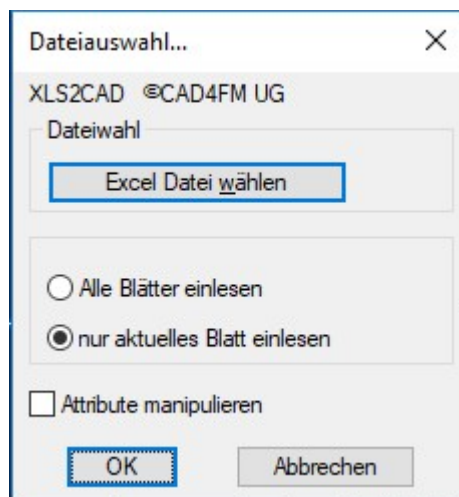 Dateiauswahl...
XLS2CAD ©CAD4FM UG
Dateiwahl
Excel Datei wählen
Alle Blätter einlesen
nur aktuelles Blatt einlesen
Attribute manipulieren
OK Abbrechen